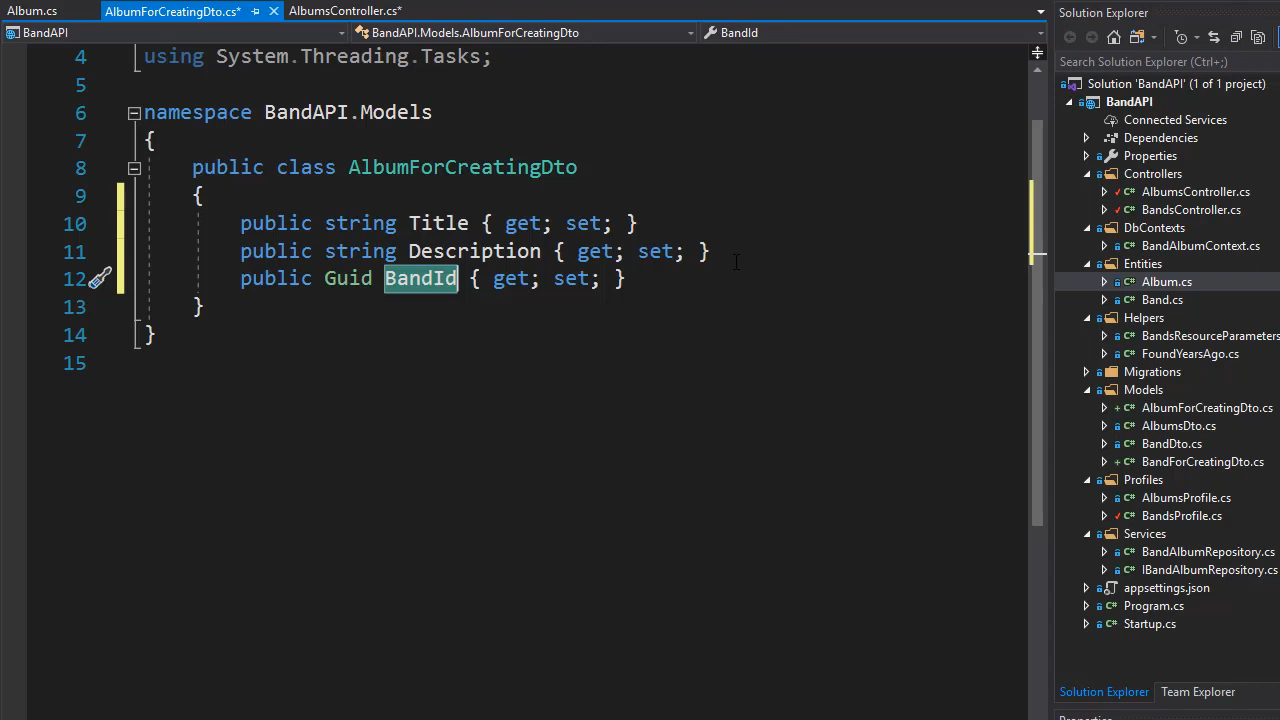 Album.cs
AlbumForCreatingDto.cs*
AlbumsController.cs*
BandAPI
BandAPI.Models.AlbumForCreatingDto
BandId
4 using System.Threading.Tasks;
5
6 namespace BandAPI.Models
7 {
8 public class AlbumForCreatingDto
9 {
10 public string Title { get; set; }
11 public string Description { get; set; }
12 public Guid BandId { get; set; }
13 }
14 }
15
Solution Explorer
Search Solution Explorer (Ctrl+;)
Solution 'BandAPI' (1 of 1 project)
BandAPI
Connected Services
Dependencies
Properties
Controllers
C# AlbumsController.cs
C# BandsController.cs
DbContexts
C# BandAlbumContext.cs
Entities
C# Album.cs
C# Band.cs
Helpers
C# BandsResourceParameters
C# FoundYearsAgo.cs
Migrations
Models
C# AlbumForCreatingDto.cs
C# AlbumsDto.cs
C# BandDto.cs
C# BandForCreatingDto.cs
Profiles
C# AlbumsProfile.cs
C# BandsProfile.cs
Services
C# BandAlbumRepository.cs
C# IBandAlbumRepository.cs
appsettings.json
C# Program.cs
C# Startup.cs
Solution Explorer
Team Explorer